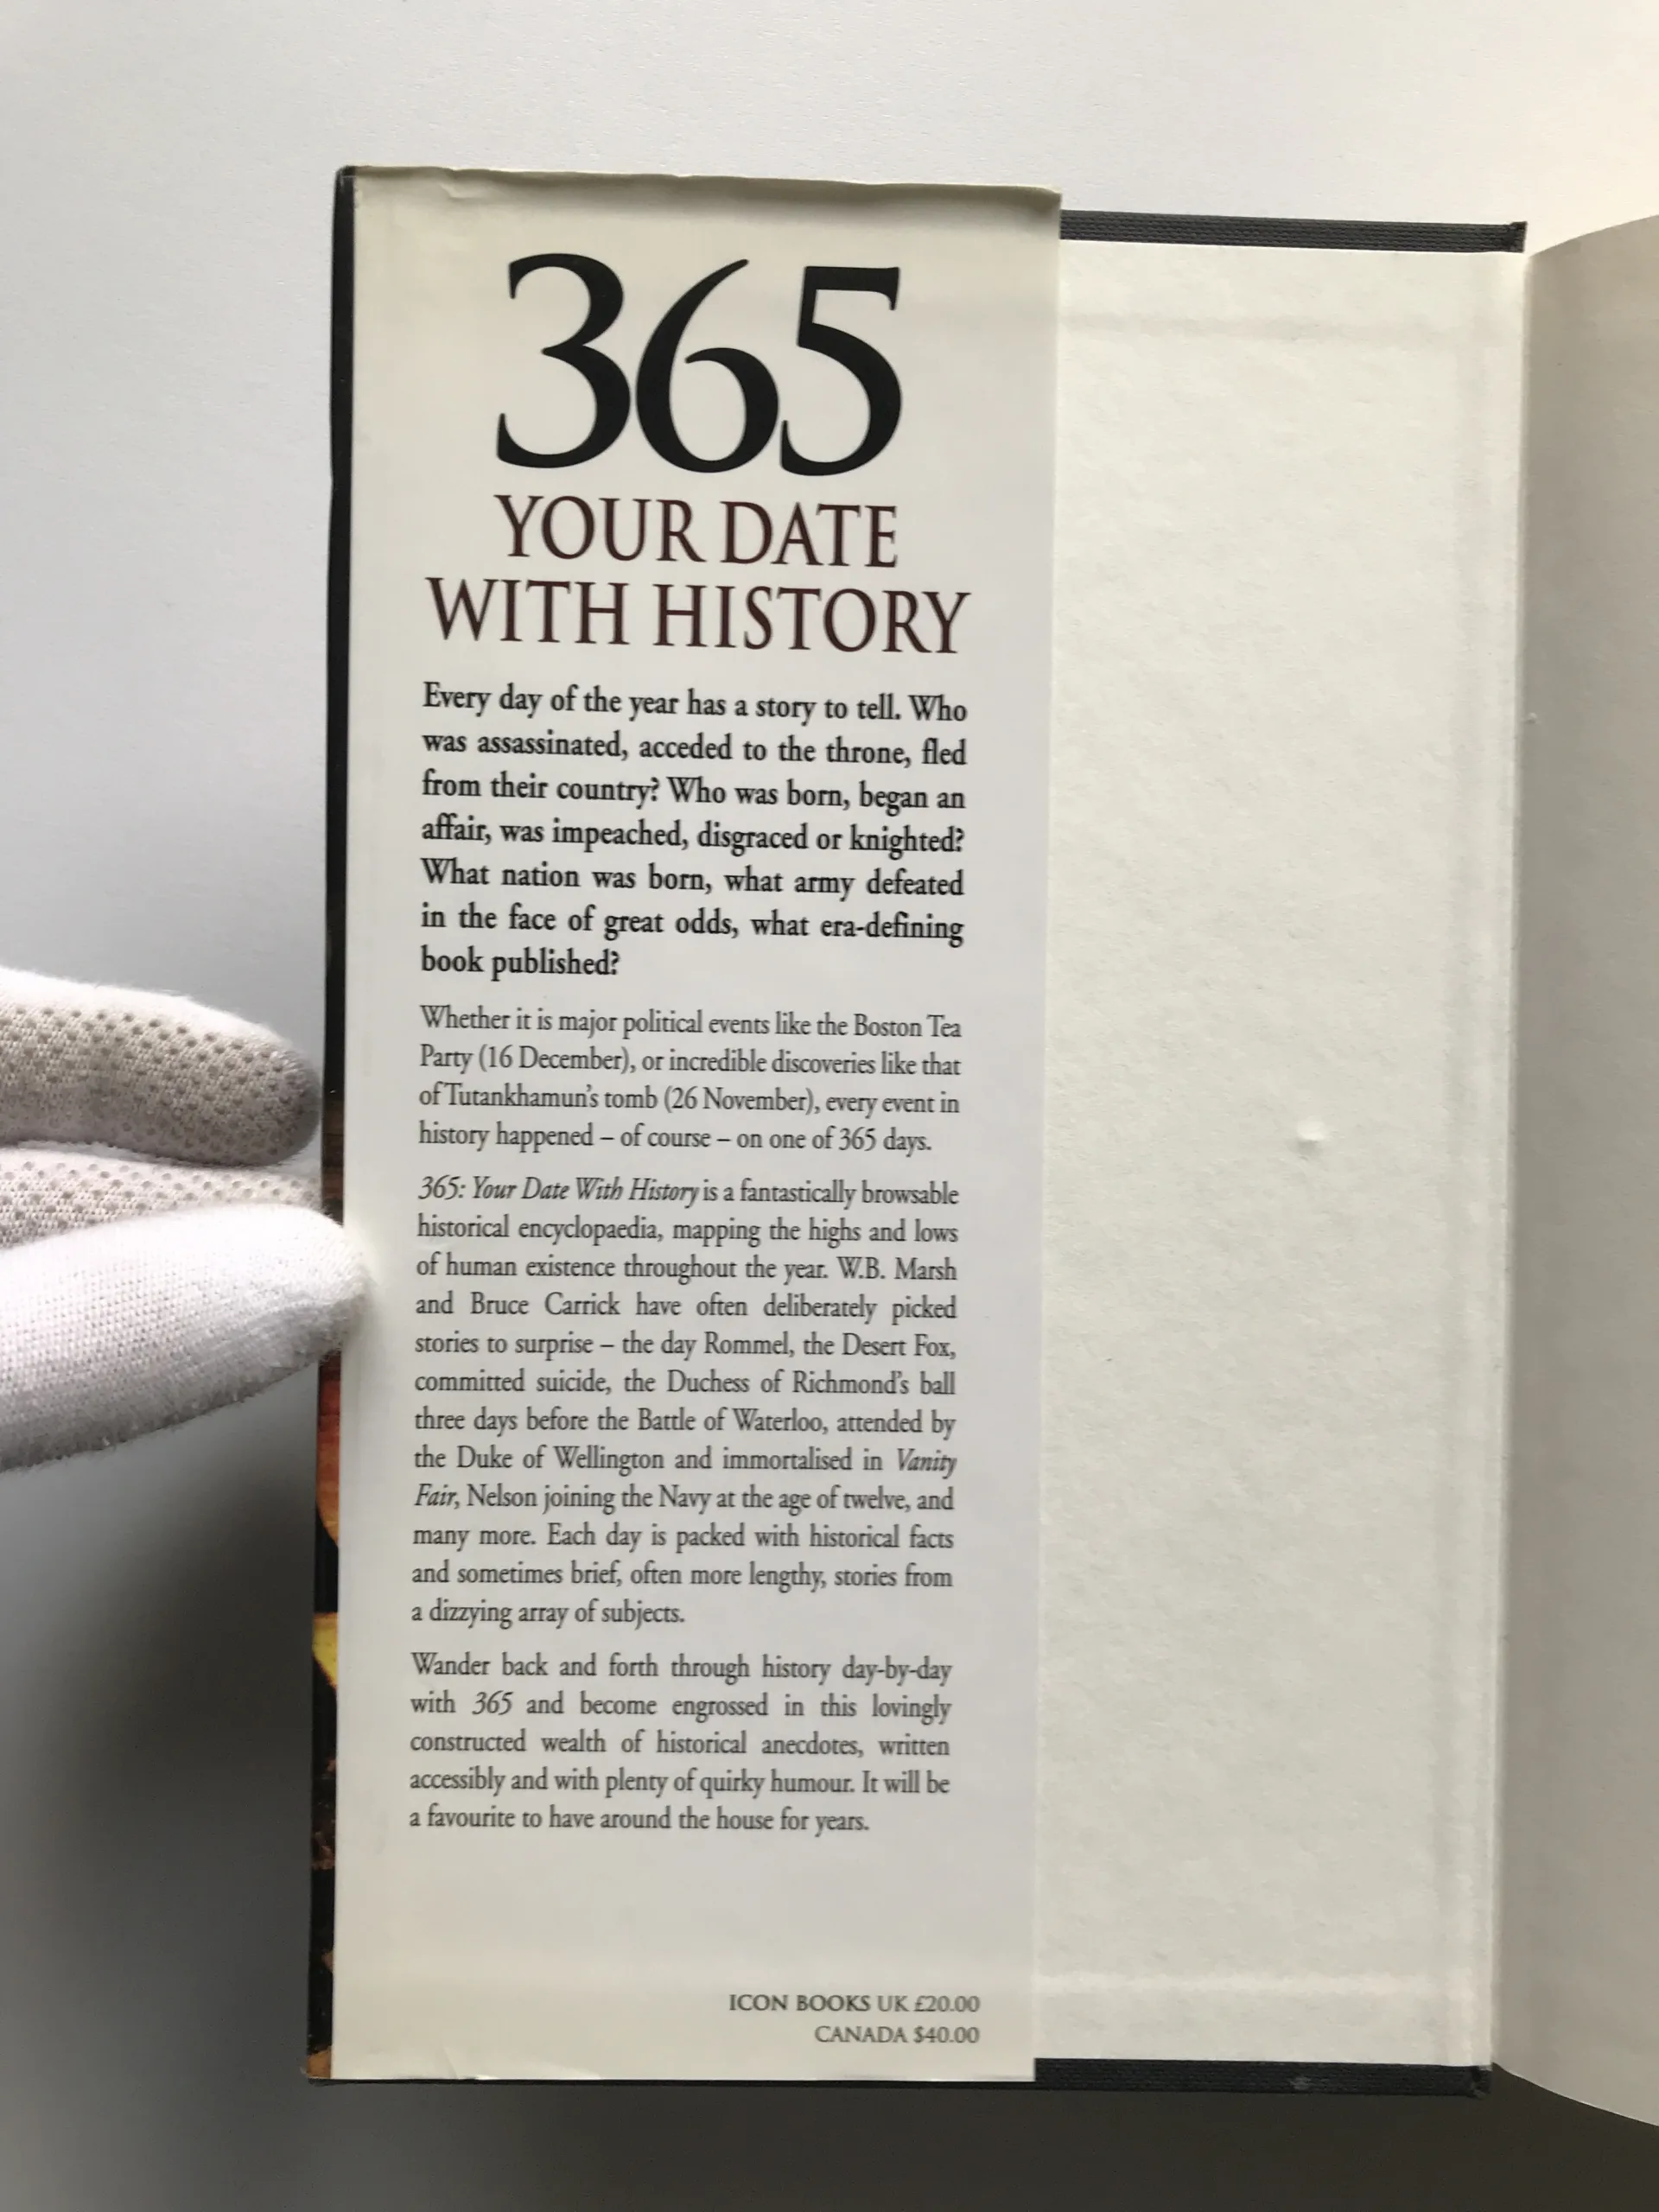 365
YOUR DATE
WITH HISTORY
Every day of the year has a story to tell. Who
was assassinated, acceded to the throne, fled
from their country? Who was born, began an
affair, was impeached, disgraced or knighted?
What nation was born, what army defeated
in the face of great odds, what era-defining
book published?
Whether it is major political events like the Boston Tea
Party (16 December), or incredible discoveries like that
of Tutankhamun's tomb (26 November), every event in
history happened – of course – on one of 365 days.
365: Your Date With History is a fantastically browsable
historical encyclopaedia, mapping the highs and lows
of human existence throughout the year. W.B. Marsh
and Bruce Carrick have often deliberately picked
stories to surprise – the day Rommel, the Desert Fox,
committed suicide, the Duchess of Richmond's ball
three days before the Battle of Waterloo, attended by
the Duke of Wellington and immortalised in Vanity
Fair, Nelson joining the Navy at the age of twelve, and
many more. Each day is packed with historical facts
and sometimes brief, often more lengthy, stories from
a dizzying array of subjects.
Wander back and forth through history day-by-day
with 365 and become engrossed in this lovingly
constructed wealth of historical anecdotes, written
accessibly and with plenty of quirky humour. It will be
a favourite to have around the house for years.
ICON BOOKS UK £20.00
CANADA $40.00